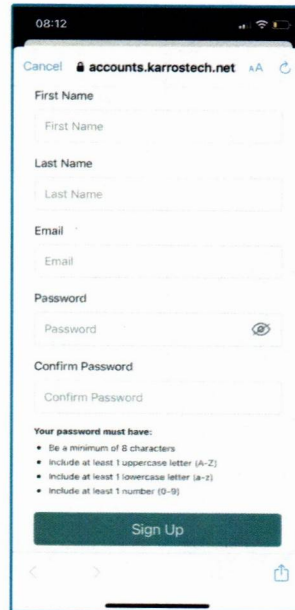 08:12
Cancel accounts.karrostech.net AA
First Name
First Name
Last Name
Last Name
Email
Email
Password
Password
Confirm Password
Confirm Password
Your password must have:
• Be a minimum of 8 characters
• Include at least 1 uppercase letter (A-Z)
• Include at least 1 lowercase letter (a-z)
• Include at least 1 number (0-9)
Sign Up